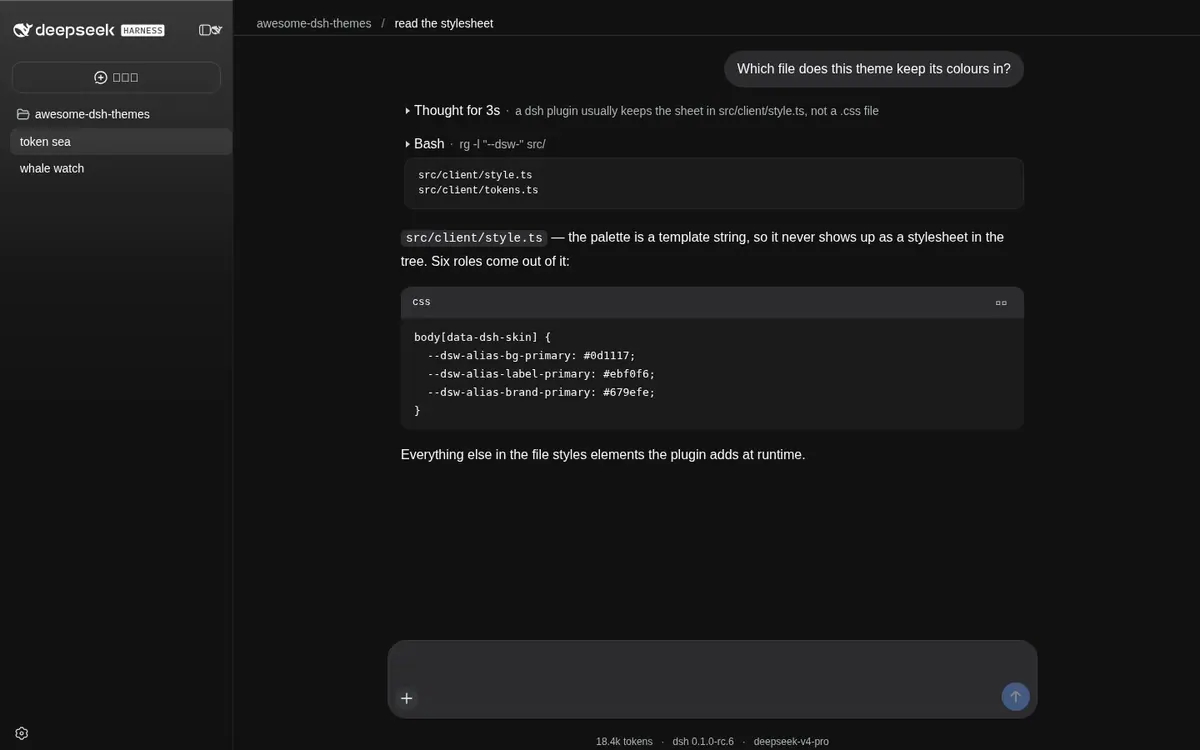 deepseek HARNESS
awesome-dsh-themes
token sea
whale watch
awesome-dsh-themes / read the stylesheet
Which file does this theme keep its colours in?
Thought for 3s · a dsh plugin usually keeps the sheet in src/client/style.ts, not a .css file
Bash · rg -l "--dsw-" src/
src/client/style.ts
src/client/tokens.ts
src/client/style.ts — the palette is a template string, so it never shows up as a stylesheet in the
tree. Six roles come out of it:
css
body[data-dsh-skin] {
--dsw-alias-bg-primary: #0d1117;
--dsw-alias-label-primary: #ebf0f6;
--dsw-alias-brand-primary: #679efe;
}
Everything else in the file styles elements the plugin adds at runtime.
18.4k tokens · dsh 0.1.0-rc.6 · deepseek-v4-pro